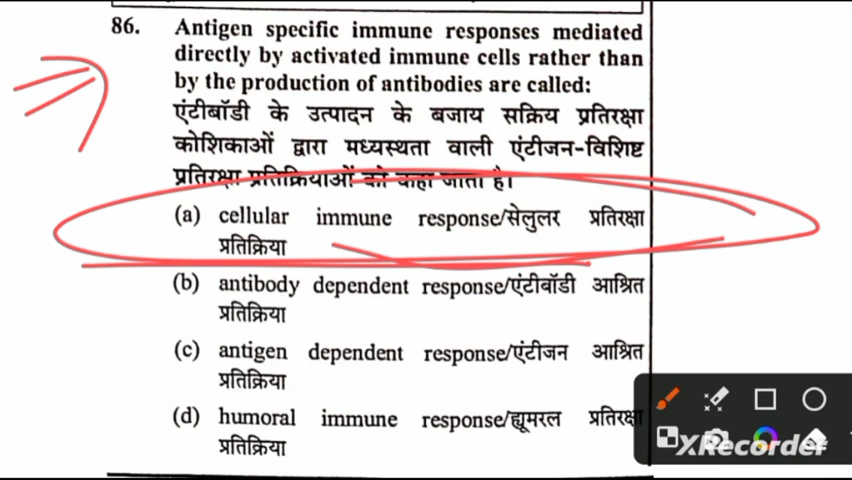 86. Antigen specific immune responses mediated
directly by activated immune cells rather than
by the production of antibodies are called:
एंटीबॉडी के उत्पादन के बजाय सक्रिय प्रतिरक्षा
कोशिकाओं द्वारा मध्यस्थता वाली एंटीजन-विशिष्ट
प्रतिरक्षा प्रतिक्रियाओं को कहा जाता है।
(a) cellular immune response/सेलुलर प्रतिरक्षा
प्रतिक्रिया
(b) antibody dependent response/एंटीबॉडी आश्रित
प्रतिक्रिया
(c) antigen dependent response/एंटीजन आश्रित
प्रतिक्रिया
(d) humoral immune response/ह्यूमरल प्रतिरक्षा
प्रतिक्रिया
XRecorder